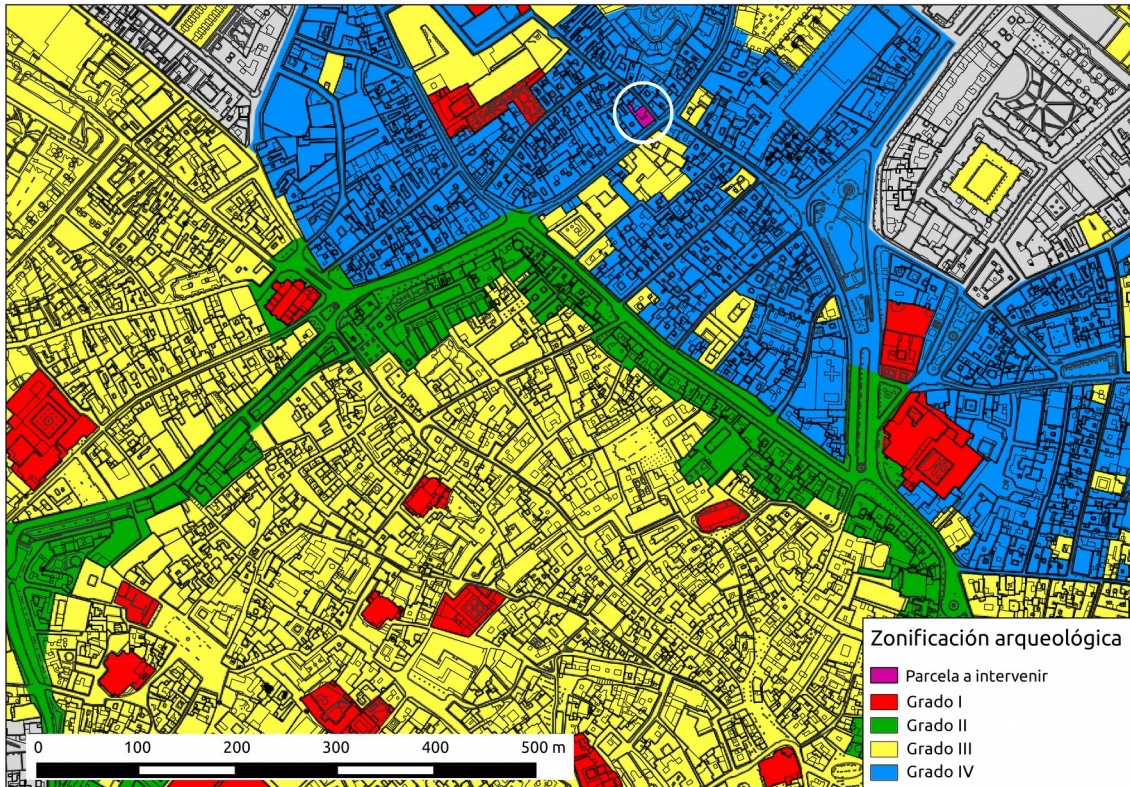 Zonificación arqueológica
Parcela a intervenir
Grado I
Grado II
Grado III
Grado IV
0 100 200 300 400 500 m